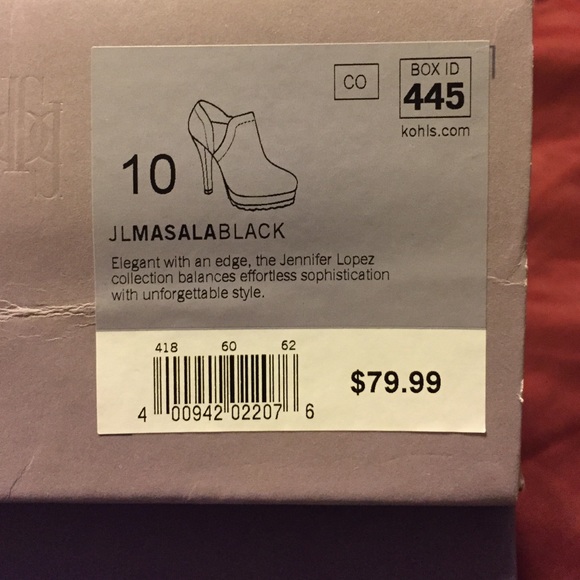 CO
BOX ID
445
kohls.com
10
JLMASALABLACK
Elegant with an edge, the Jennifer Lopez
collection balances effortless sophistication
with unforgettable style.
418 60 62
$79.99
4 00942 02207 6